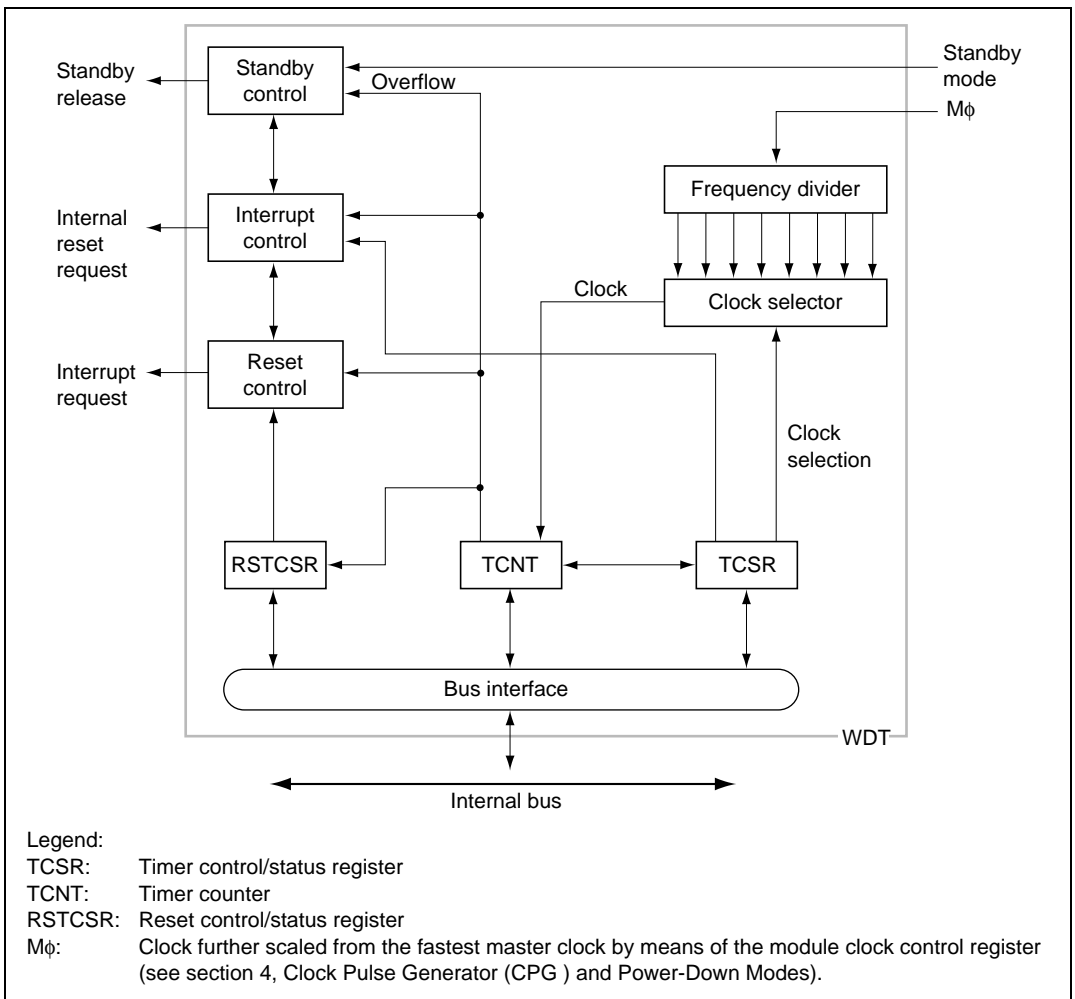 Standby
release
Standby
control
Overflow
Standby
mode
Mϕ
Frequency divider
Internal
reset
request
Interrupt
control
Clock
Clock selector
Interrupt
request
Reset
control
Clock
selection
RSTCSR
TCNT
TCSR
Bus interface
WDT
Internal bus
Legend:
TCSR: Timer control/status register
TCNT: Timer counter
RSTCSR: Reset control/status register
Mϕ: Clock further scaled from the fastest master clock by means of the module clock control register
(see section 4, Clock Pulse Generator (CPG ) and Power-Down Modes).